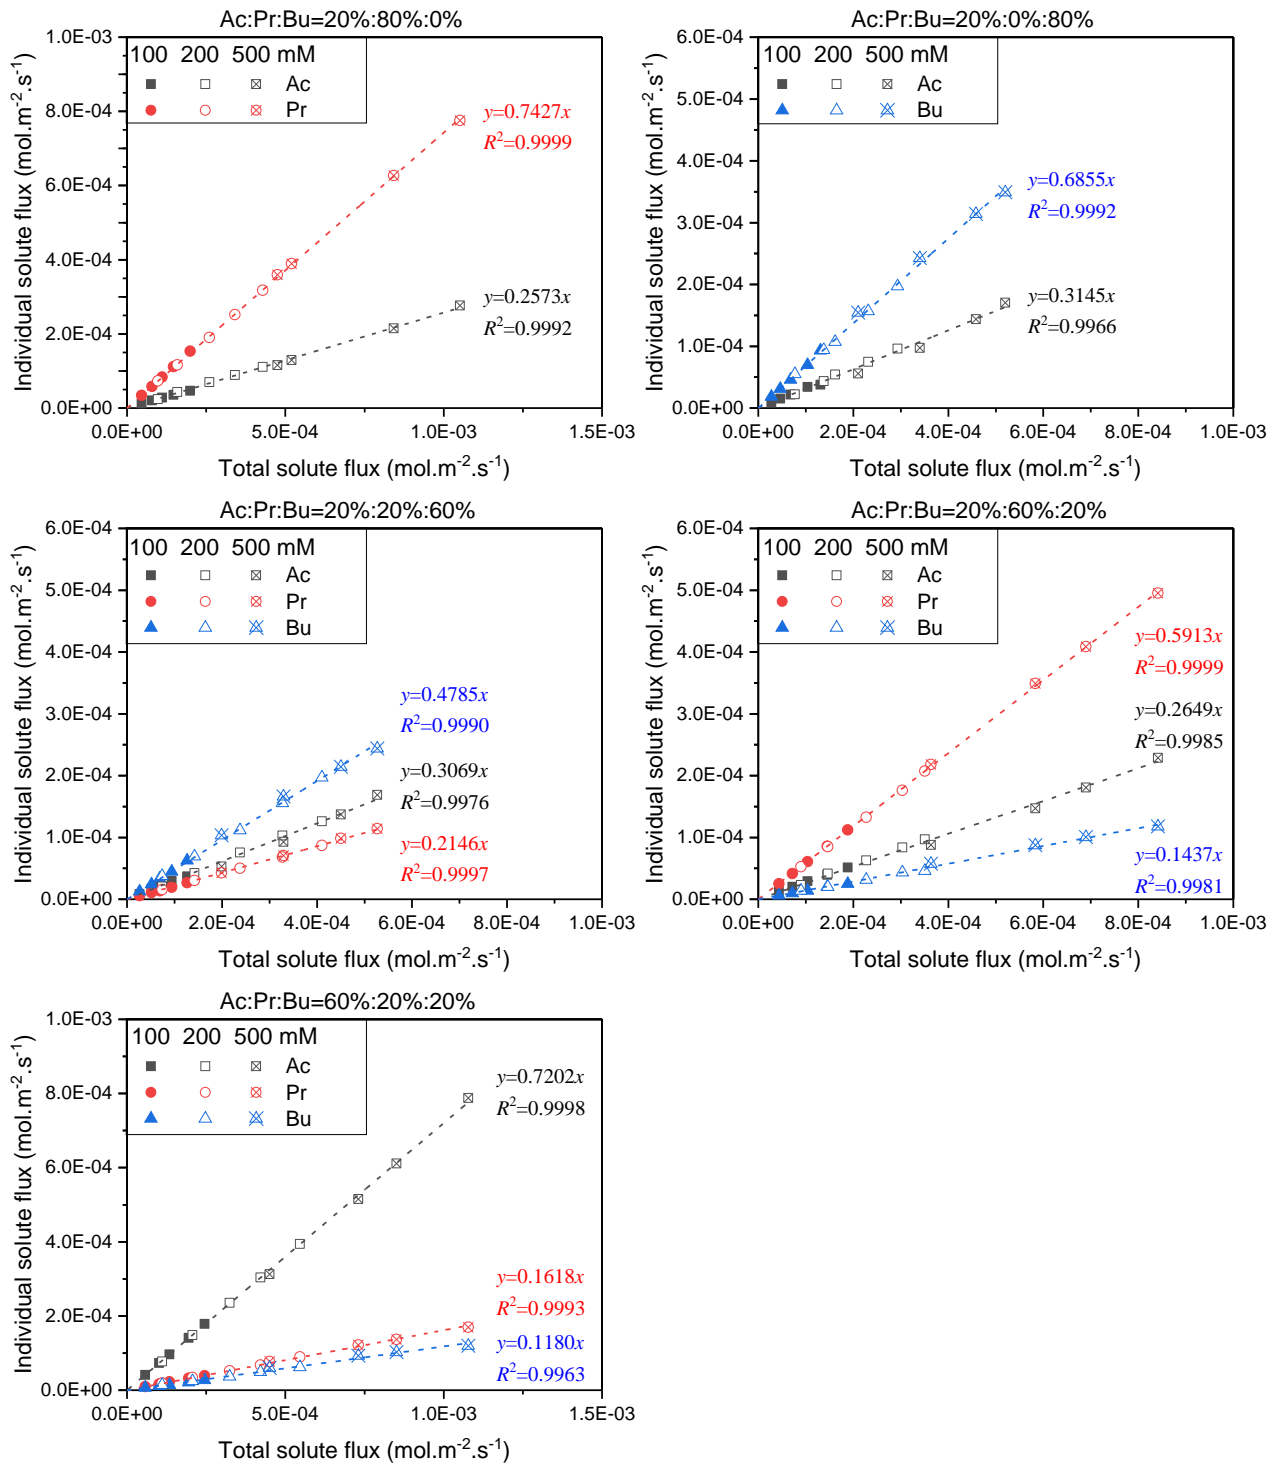 Ac:Pr:Bu=20%:80%:0%
1.0E-03
8.0E-04
6.0E-04
4.0E-04
2.0E-04
0.0E+00
Individual solute flux (mol.m-2.s-1)
100 200 500 mM
Ac
Pr
y=0.7427x
R2=0.9999
y=0.2573x
R2=0.9992
0.0E+00 5.0E-04 1.0E-03 1.5E-03
Total solute flux (mol.m-2.s-1)
Ac:Pr:Bu=20%:0%:80%
6.0E-04
5.0E-04
4.0E-04
3.0E-04
2.0E-04
1.0E-04
0.0E+00
Individual solute flux (mol.m-2.s-1)
100 200 500 mM
Ac
Bu
y=0.6855x
R2=0.9992
y=0.3145x
R2=0.9966
0.0E+00 2.0E-04 4.0E-04 6.0E-04 8.0E-04 1.0E-03
Total solute flux (mol.m-2.s-1)
Ac:Pr:Bu=20%:20%:60%
6.0E-04
5.0E-04
4.0E-04
3.0E-04
2.0E-04
1.0E-04
0.0E+00
Individual solute flux (mol.m-2.s-1)
100 200 500 mM
Ac
Pr
Bu
y=0.4785x
R2=0.9990
y=0.3069x
R2=0.9976
y=0.2146x
R2=0.9997
0.0E+00 2.0E-04 4.0E-04 6.0E-04 8.0E-04 1.0E-03
Total solute flux (mol.m-2.s-1)
Ac:Pr:Bu=20%:60%:20%
6.0E-04
5.0E-04
4.0E-04
3.0E-04
2.0E-04
1.0E-04
0.0E+00
Individual solute flux (mol.m-2.s-1)
100 200 500 mM
Ac
Pr
Bu
y=0.5913x
R2=0.9999
y=0.2649x
R2=0.9985
y=0.1437x
R2=0.9981
0.0E+00 2.0E-04 4.0E-04 6.0E-04 8.0E-04 1.0E-03
Total solute flux (mol.m-2.s-1)
Ac:Pr:Bu=60%:20%:20%
1.0E-03
8.0E-04
6.0E-04
4.0E-04
2.0E-04
0.0E+00
Individual solute flux (mol.m-2.s-1)
100 200 500 mM
Ac
Pr
Bu
y=0.7202x
R2=0.9998
y=0.1618x
R2=0.9993
y=0.1180x
R2=0.9963
0.0E+00 5.0E-04 1.0E-03 1.5E-03
Total solute flux (mol.m-2.s-1)